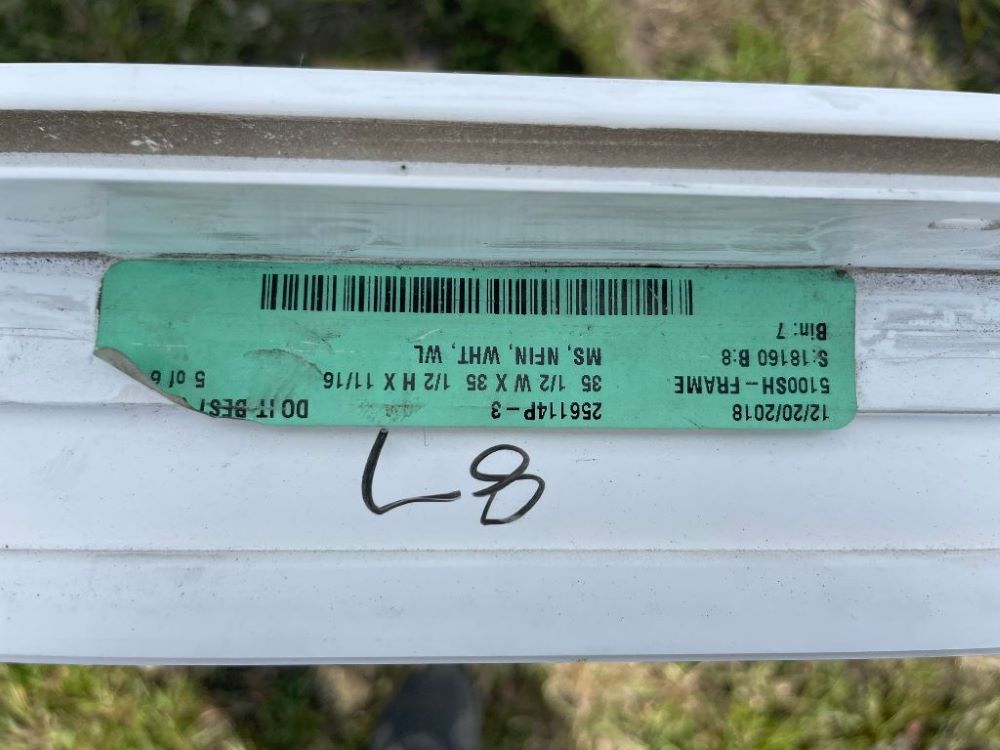 87
12/20/2018 256114P-3 DO IT BEST
5100SH-FRAME 35 1/2 W X 35 1/2 H X 11/16 5 of 6
S:18160 B:8 MS, NFIN, WHT, WL
Bin: 7